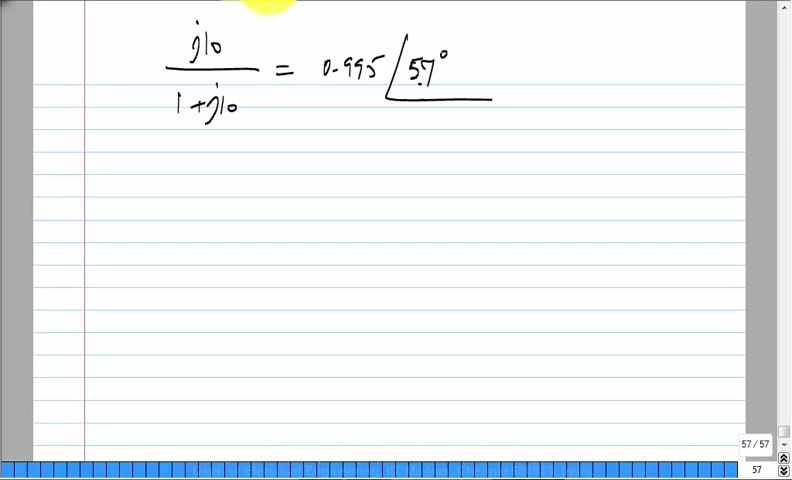 j10 / (1 + j10) = 0.995 ∠5.7°
57 / 57
57